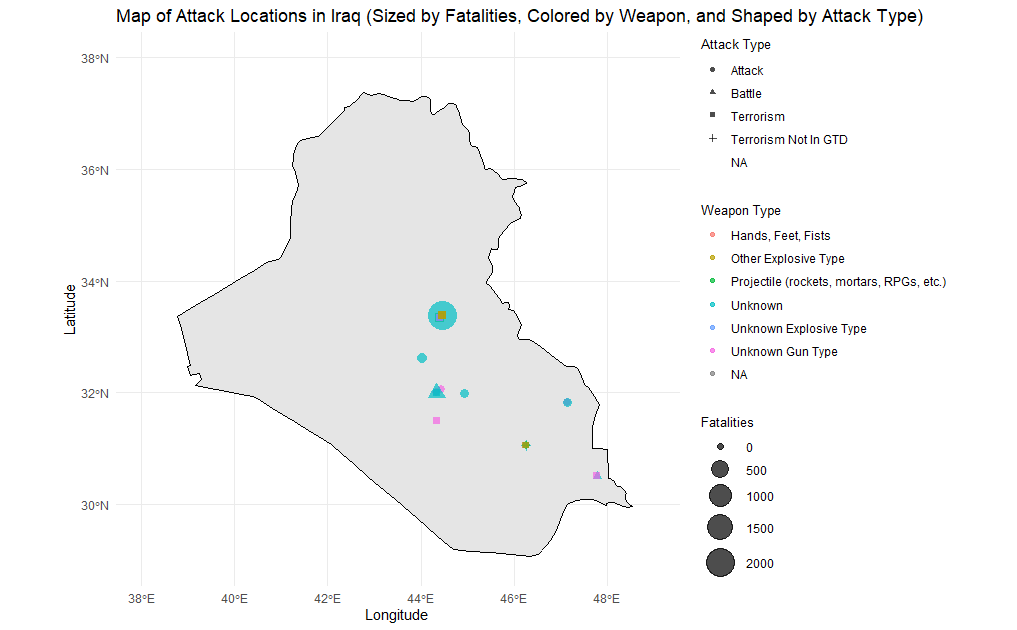 Map of Attack Locations in Iraq (Sized by Fatalities, Colored by Weapon, and Shaped by Attack Type)
38°N
36°N
34°N
32°N
30°N
Latitude
38°E
40°E
42°E
44°E
46°E
48°E
Longitude
Attack Type
Attack
Battle
Terrorism
Terrorism Not In GTD
NA
Weapon Type
Hands, Feet, Fists
Other Explosive Type
Projectile (rockets, mortars, RPGs, etc.)
Unknown
Unknown Explosive Type
Unknown Gun Type
NA
Fatalities
0
500
1000
1500
2000